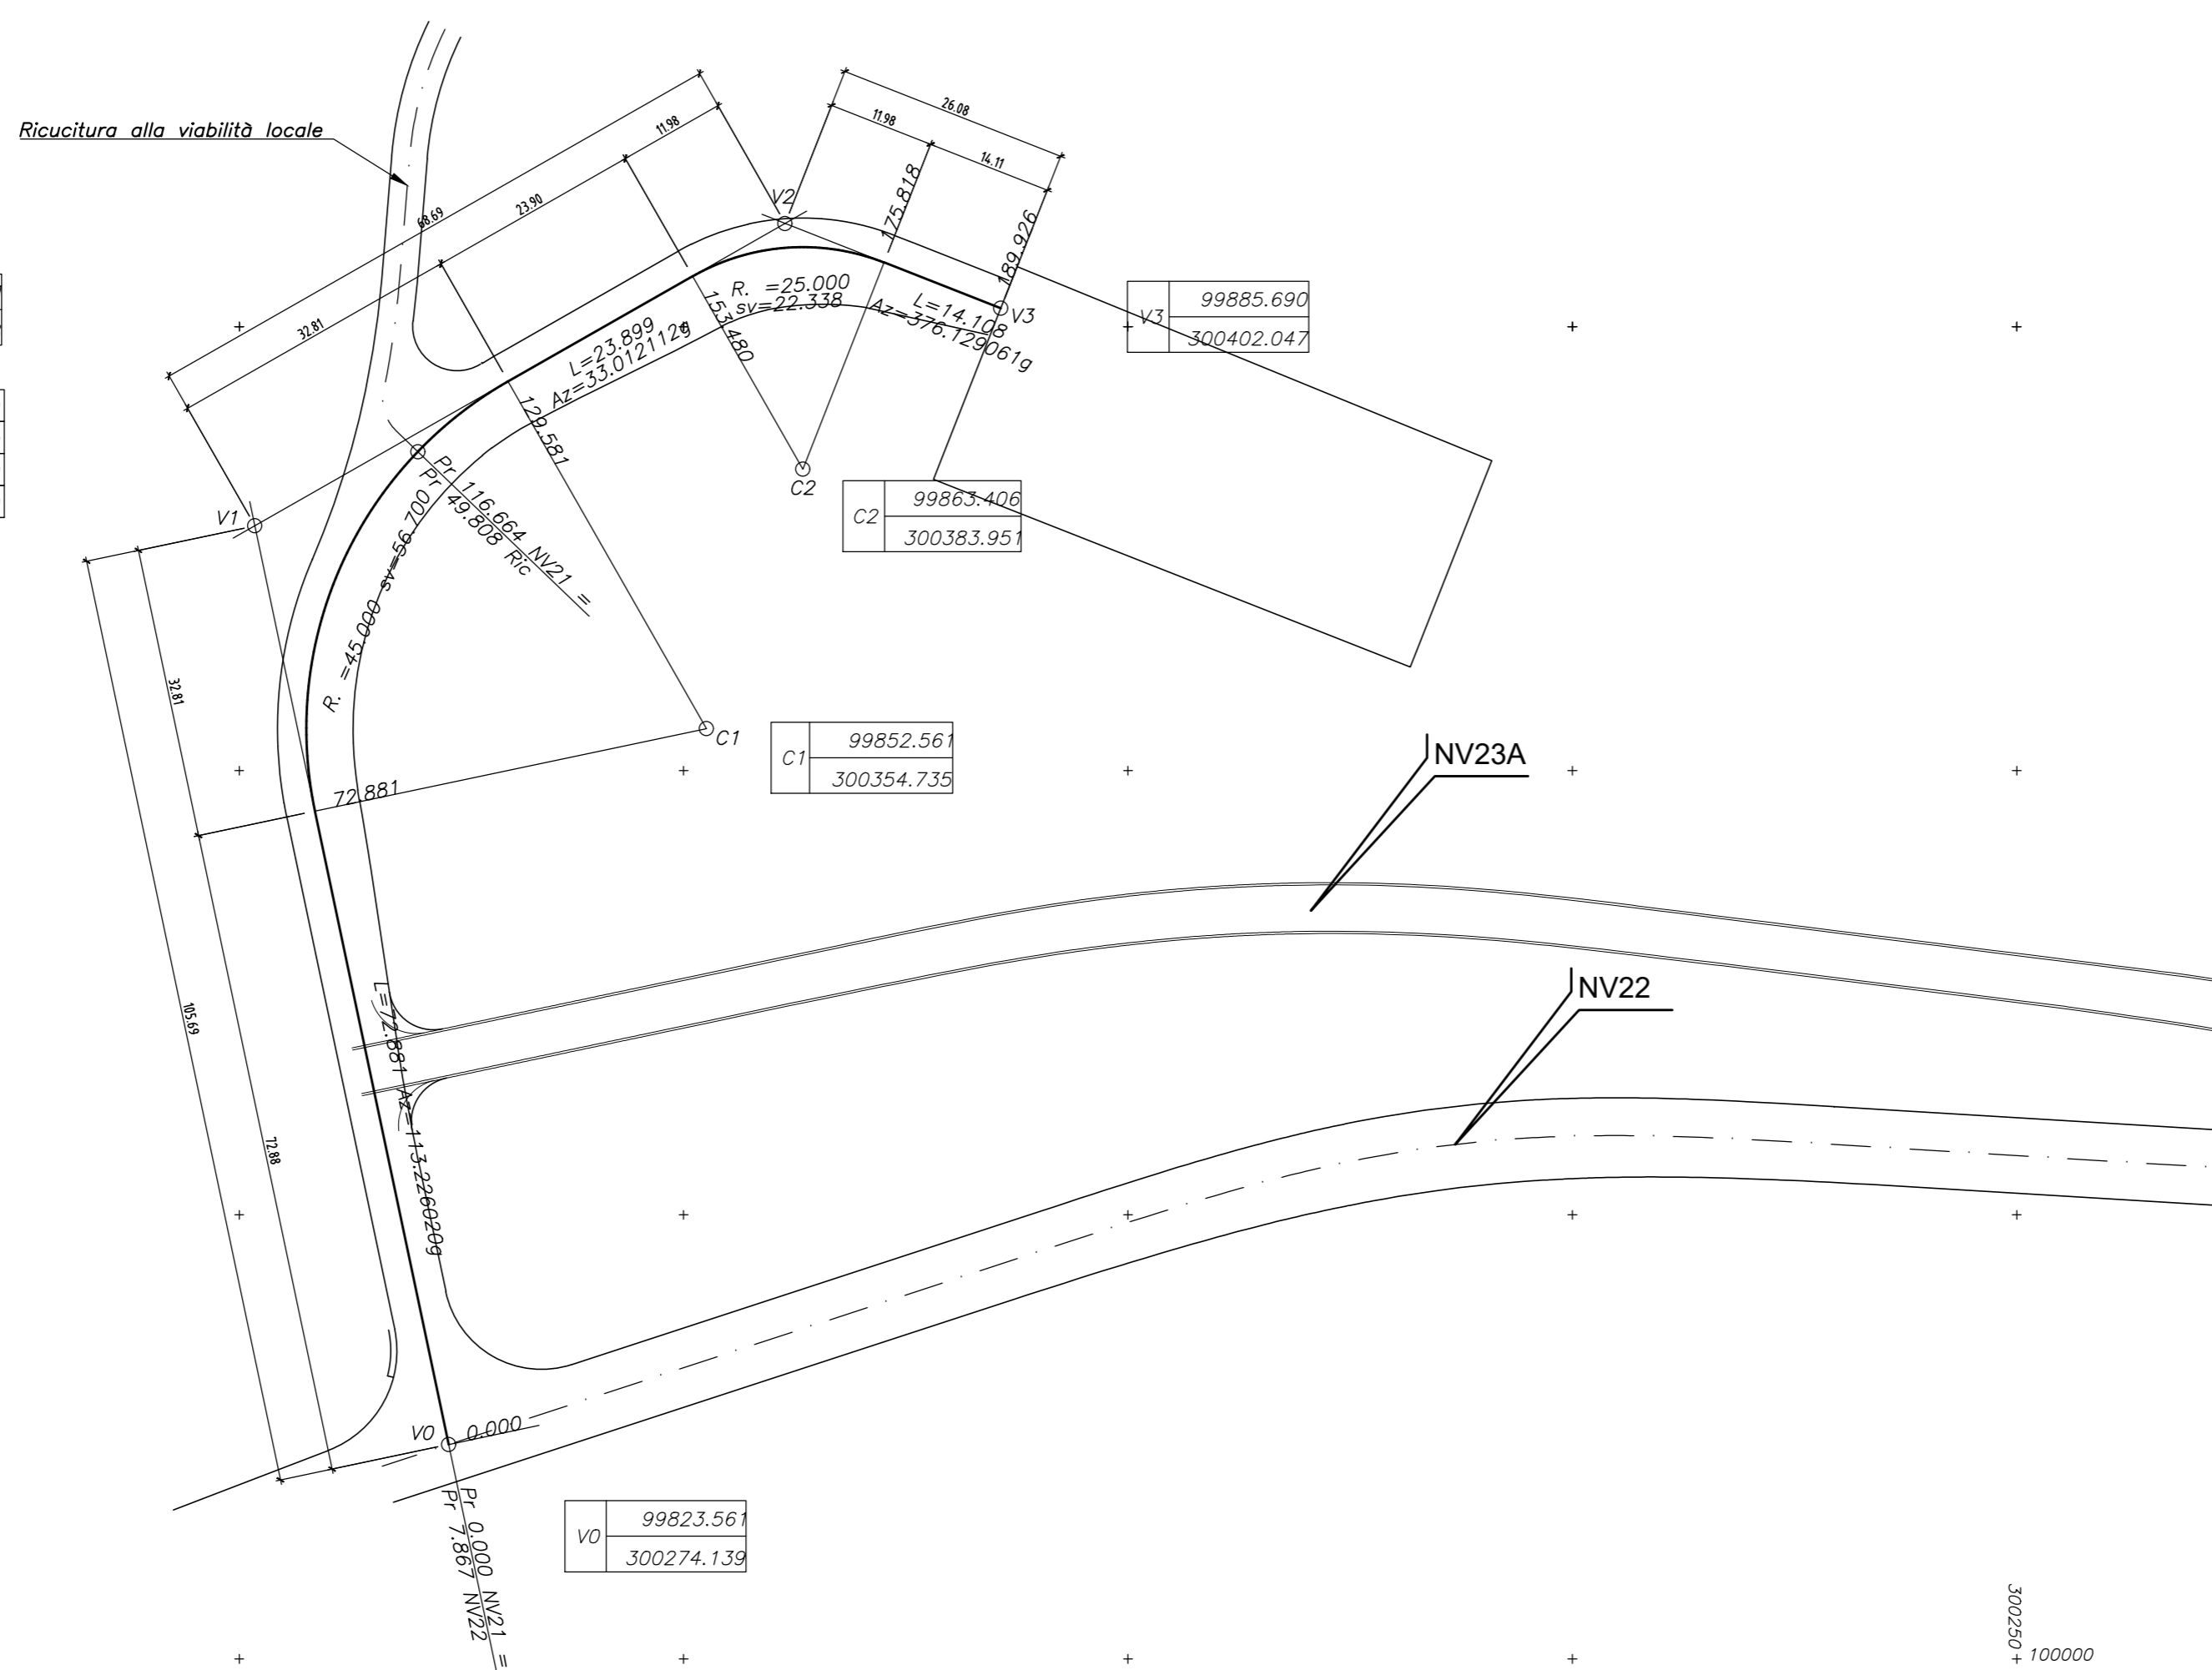 Ricucitura alla viabilità locale
68.69
11.98
23.90
32.81
26.08
11.98
14.11
V2
175.818
189.926
R. =25.000
sv=22.338
L=14.108
Az=376.129061g
V3
V3
99885.690
300402.047
L=23.899
Az=33.012112g
153.480
129.581
C2
C2
99863.406
300383.951
V1
Pr 116.664 NV21 =
Pr 49.808 Ric
R. =45.000 sv=56.700
C1
C1
99852.561
300354.735
72.881
32.81
105.69
72.88
L=72.881 Az=113.226020g
NV23A
NV22
V0
0.000
Pr 0.000 NV21 =
Pr 7.867 NV22
V0
99823.561
300274.139
300250
100000